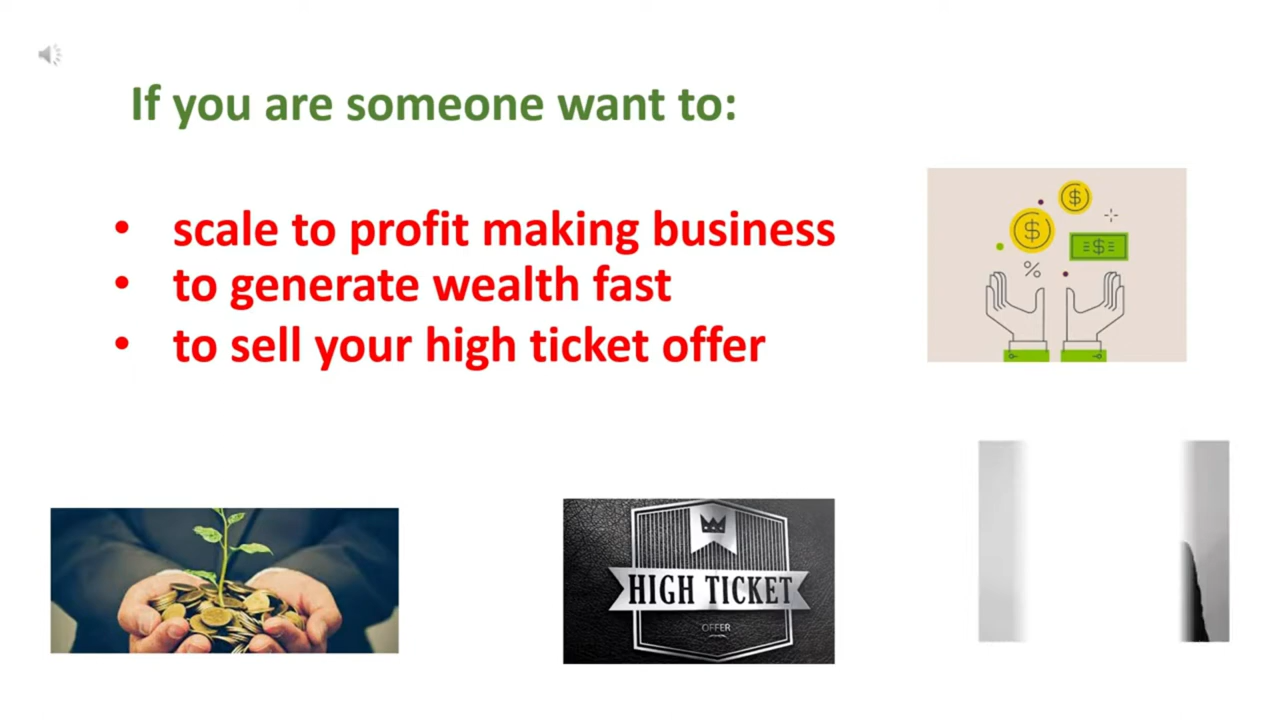 If you are someone want to:
• scale to profit making business
• to generate wealth fast
• to sell your high ticket offer
$
$
$
%
HIGH TICKET
OFFER